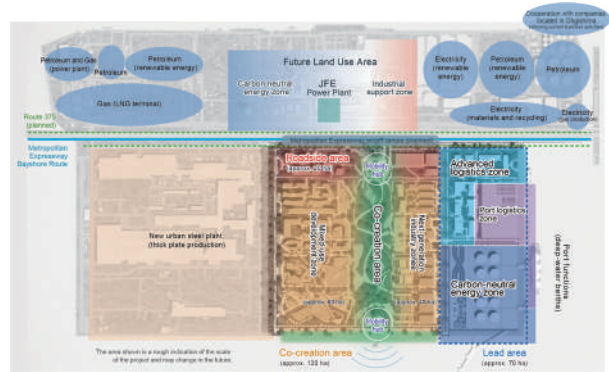 Cooperation with companies
located in Ohgishima
Petroleum and Gas
(power plant)
Petroleum
Petroleum
(renewable energy)
Gas (LNG terminal)
Future Land Use Area
Carbon-neutral
energy zone
JFE
Power Plant
Industrial
support zone
Electricity
(renewable
energy)
Petroleum
(renewable
energy)
Petroleum
Electricity
(materials and recycling)
Electricity
Route 375
(planned)
Metropolitan
Expressway
Bayshore Route
New urban steel plant
(thick plate production)
Roadside area
Mobility
hub
Mixed-use
development zone
Co-creation area
Next-generation
industry zones
Mobility
hub
Advanced
logistics zone
Port logistics
zone
Carbon-neutral
energy zone
Port functions
(deep-water berths)
The area shown is a rough indication of the scale
of the project and may change in the future.
Co-creation area
Lead area
(approx. 70 ha)